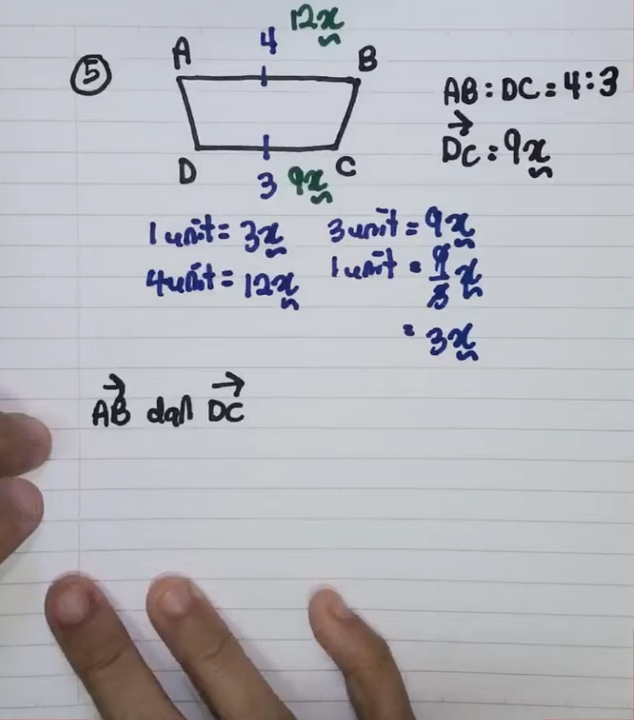 12x
4
5
A
B
AB : DC = 4 : 3
DC = 9x
D
C
3 9x
1 unit = 3x
3 unit = 9x
4 unit = 12x
1 unit = 9/3 x
= 3x
AB dan DC